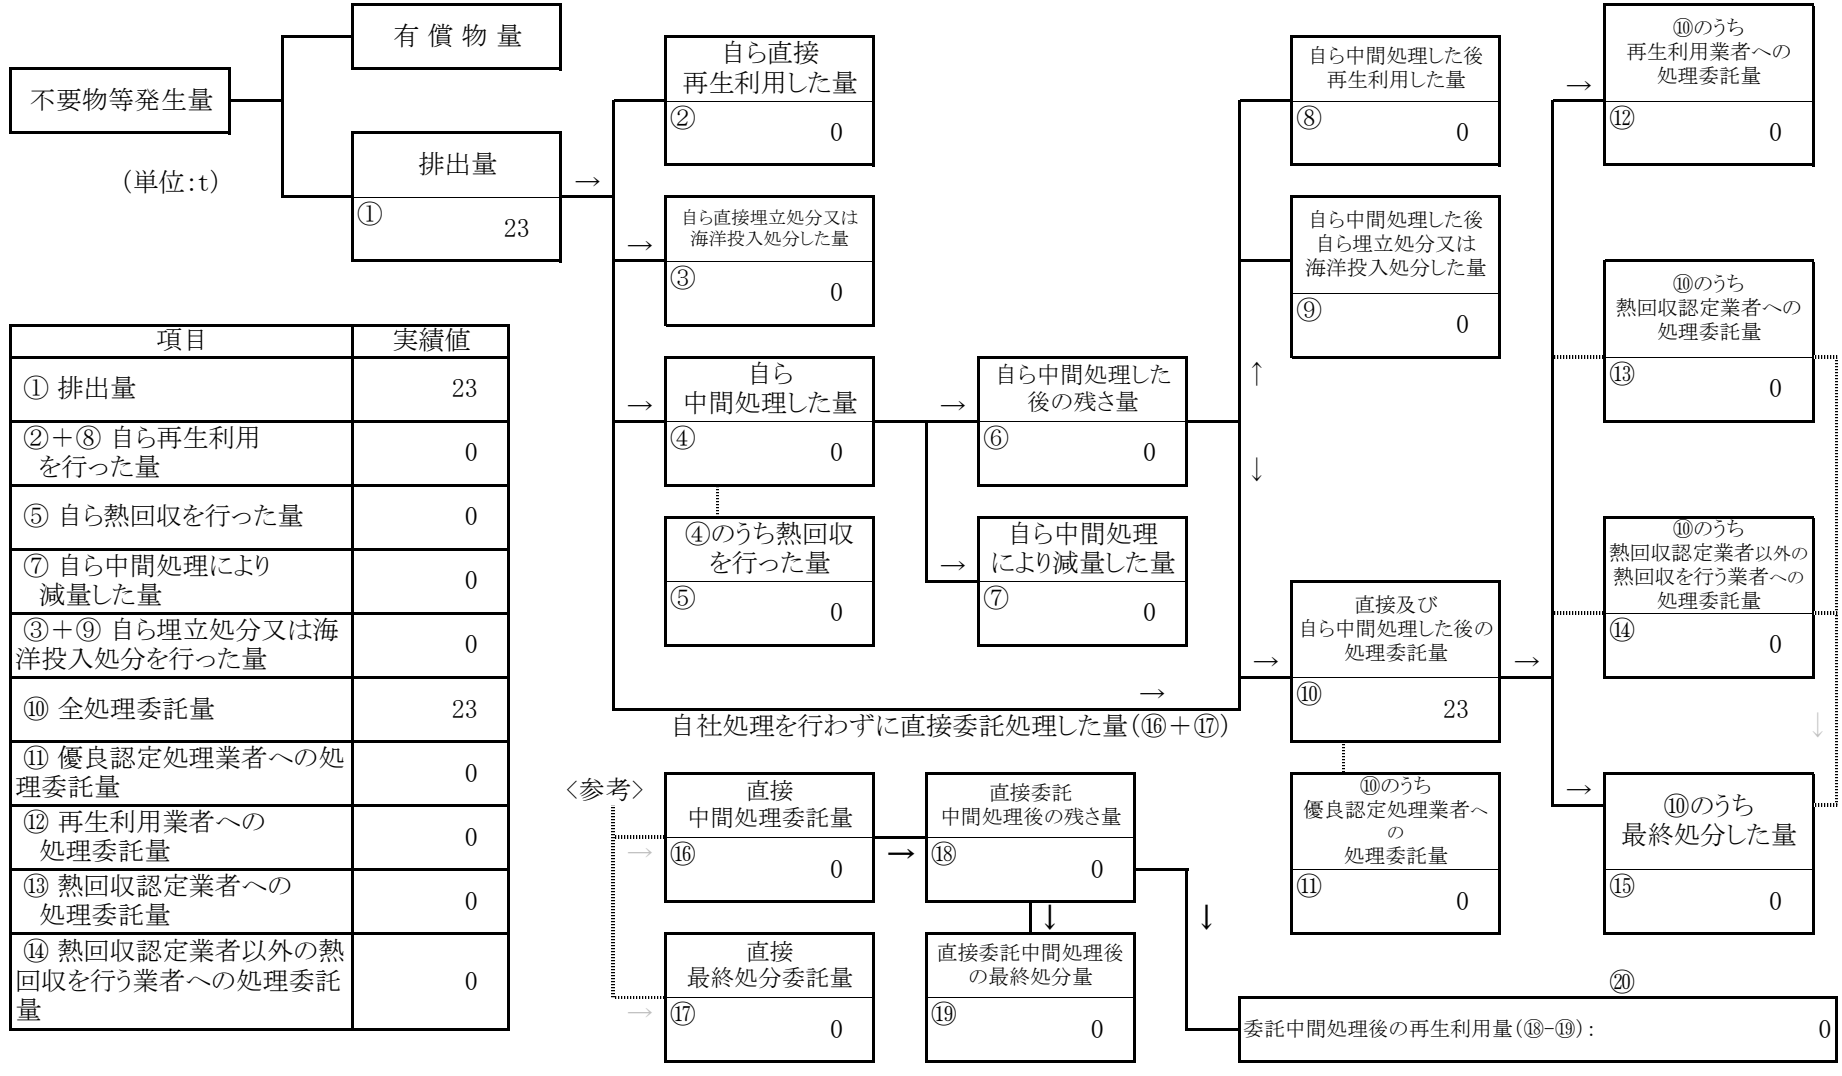 有 償 物 量
不要物等発生量
(単位:t)
排出量
①
23
→
自ら直接
再生利用した量
②
0
→
自ら直接埋立処分又は
海洋投入処分した量
③
0
→
自ら
中間処理した量
④
0
④のうち熱回収
を行った量
⑤
0
→
自ら中間処理した
後の残さ量
⑥
0
→
自ら中間処理
により減量した量
⑦
0
↑
↓
自ら中間処理した後
再生利用した量
⑧
0
自ら中間処理した後
自ら埋立処分又は
海洋投入処分した量
⑨
0
→
自社処理を行わずに直接委託処理した量(⑯+⑰)
→
直接及び
自ら中間処理した後の
処理委託量
⑩
23
→
⑩のうち
優良認定処理業者へ
の
処理委託量
⑪
0
→
⑩のうち
再生利用業者への
処理委託量
⑫
0
⑩のうち
熱回収認定業者への
処理委託量
⑬
0
⑩のうち
熱回収認定業者以外の
熱回収を行う業者への
処理委託量
⑭
0
↓
→
⑩のうち
最終処分した量
⑮
0
項目 実績値
① 排出量 23
②+⑧ 自ら再生利用
を行った量 0
⑤ 自ら熱回収を行った量 0
⑦ 自ら中間処理により
減量した量 0
③+⑨ 自ら埋立処分又は海
洋投入処分を行った量 0
⑩ 全処理委託量 23
⑪ 優良認定処理業者への処
理委託量 0
⑫ 再生利用業者への
処理委託量 0
⑬ 熱回収認定業者への
処理委託量 0
⑭ 熱回収認定業者以外の熱
回収を行う業者への処理委託
量 0
<参考>
→
直接
中間処理委託量
⑯
0
→
直接委託
中間処理後の残さ量
⑱
0
→
直接
最終処分委託量
⑰
0
↓
直接委託中間処理後
の最終処分量
⑲
0
↓
⑳
委託中間処理後の再生利用量(⑱-⑲): 0